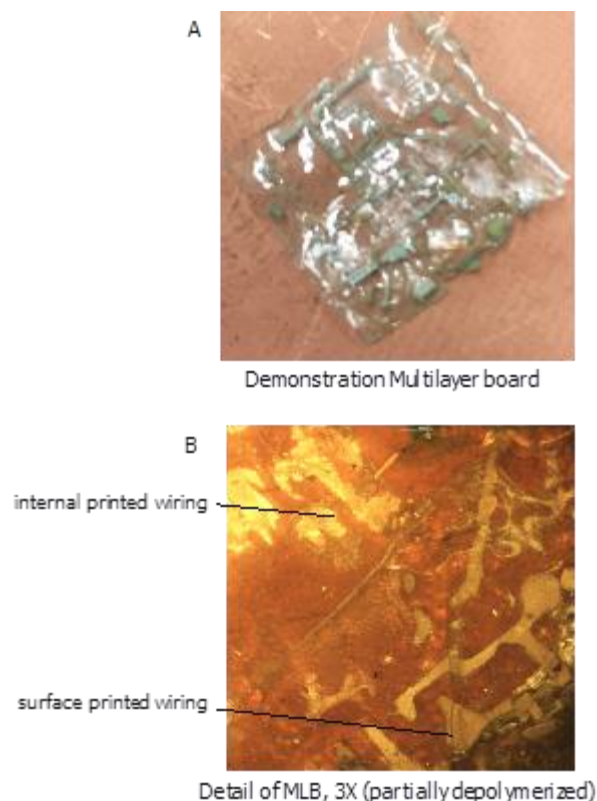 A
Demonstration Multilayer board
B
internal printed wiring
surface printed wiring
Detail of MLB, 3X (partially depolymerized)